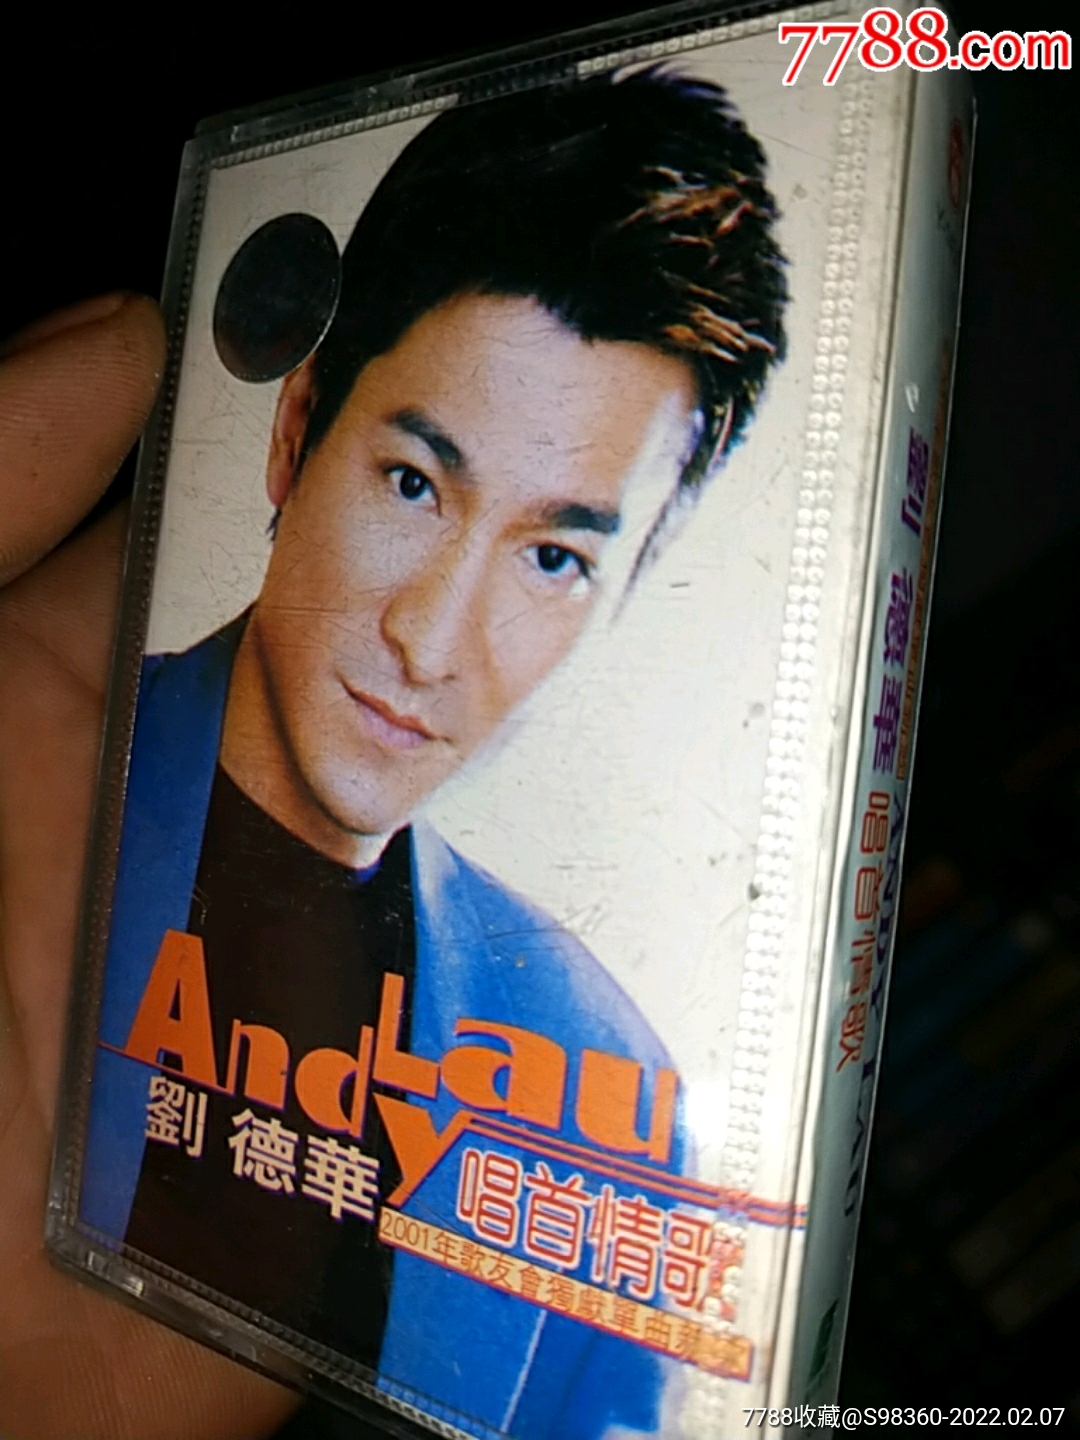 7788.com
Andy Lau
劉德華
唱首情歌
2001年歌友會獨獻單曲
劉德華 ANDY LAU
唱首情歌
7788收藏@S98360-2022.02.07